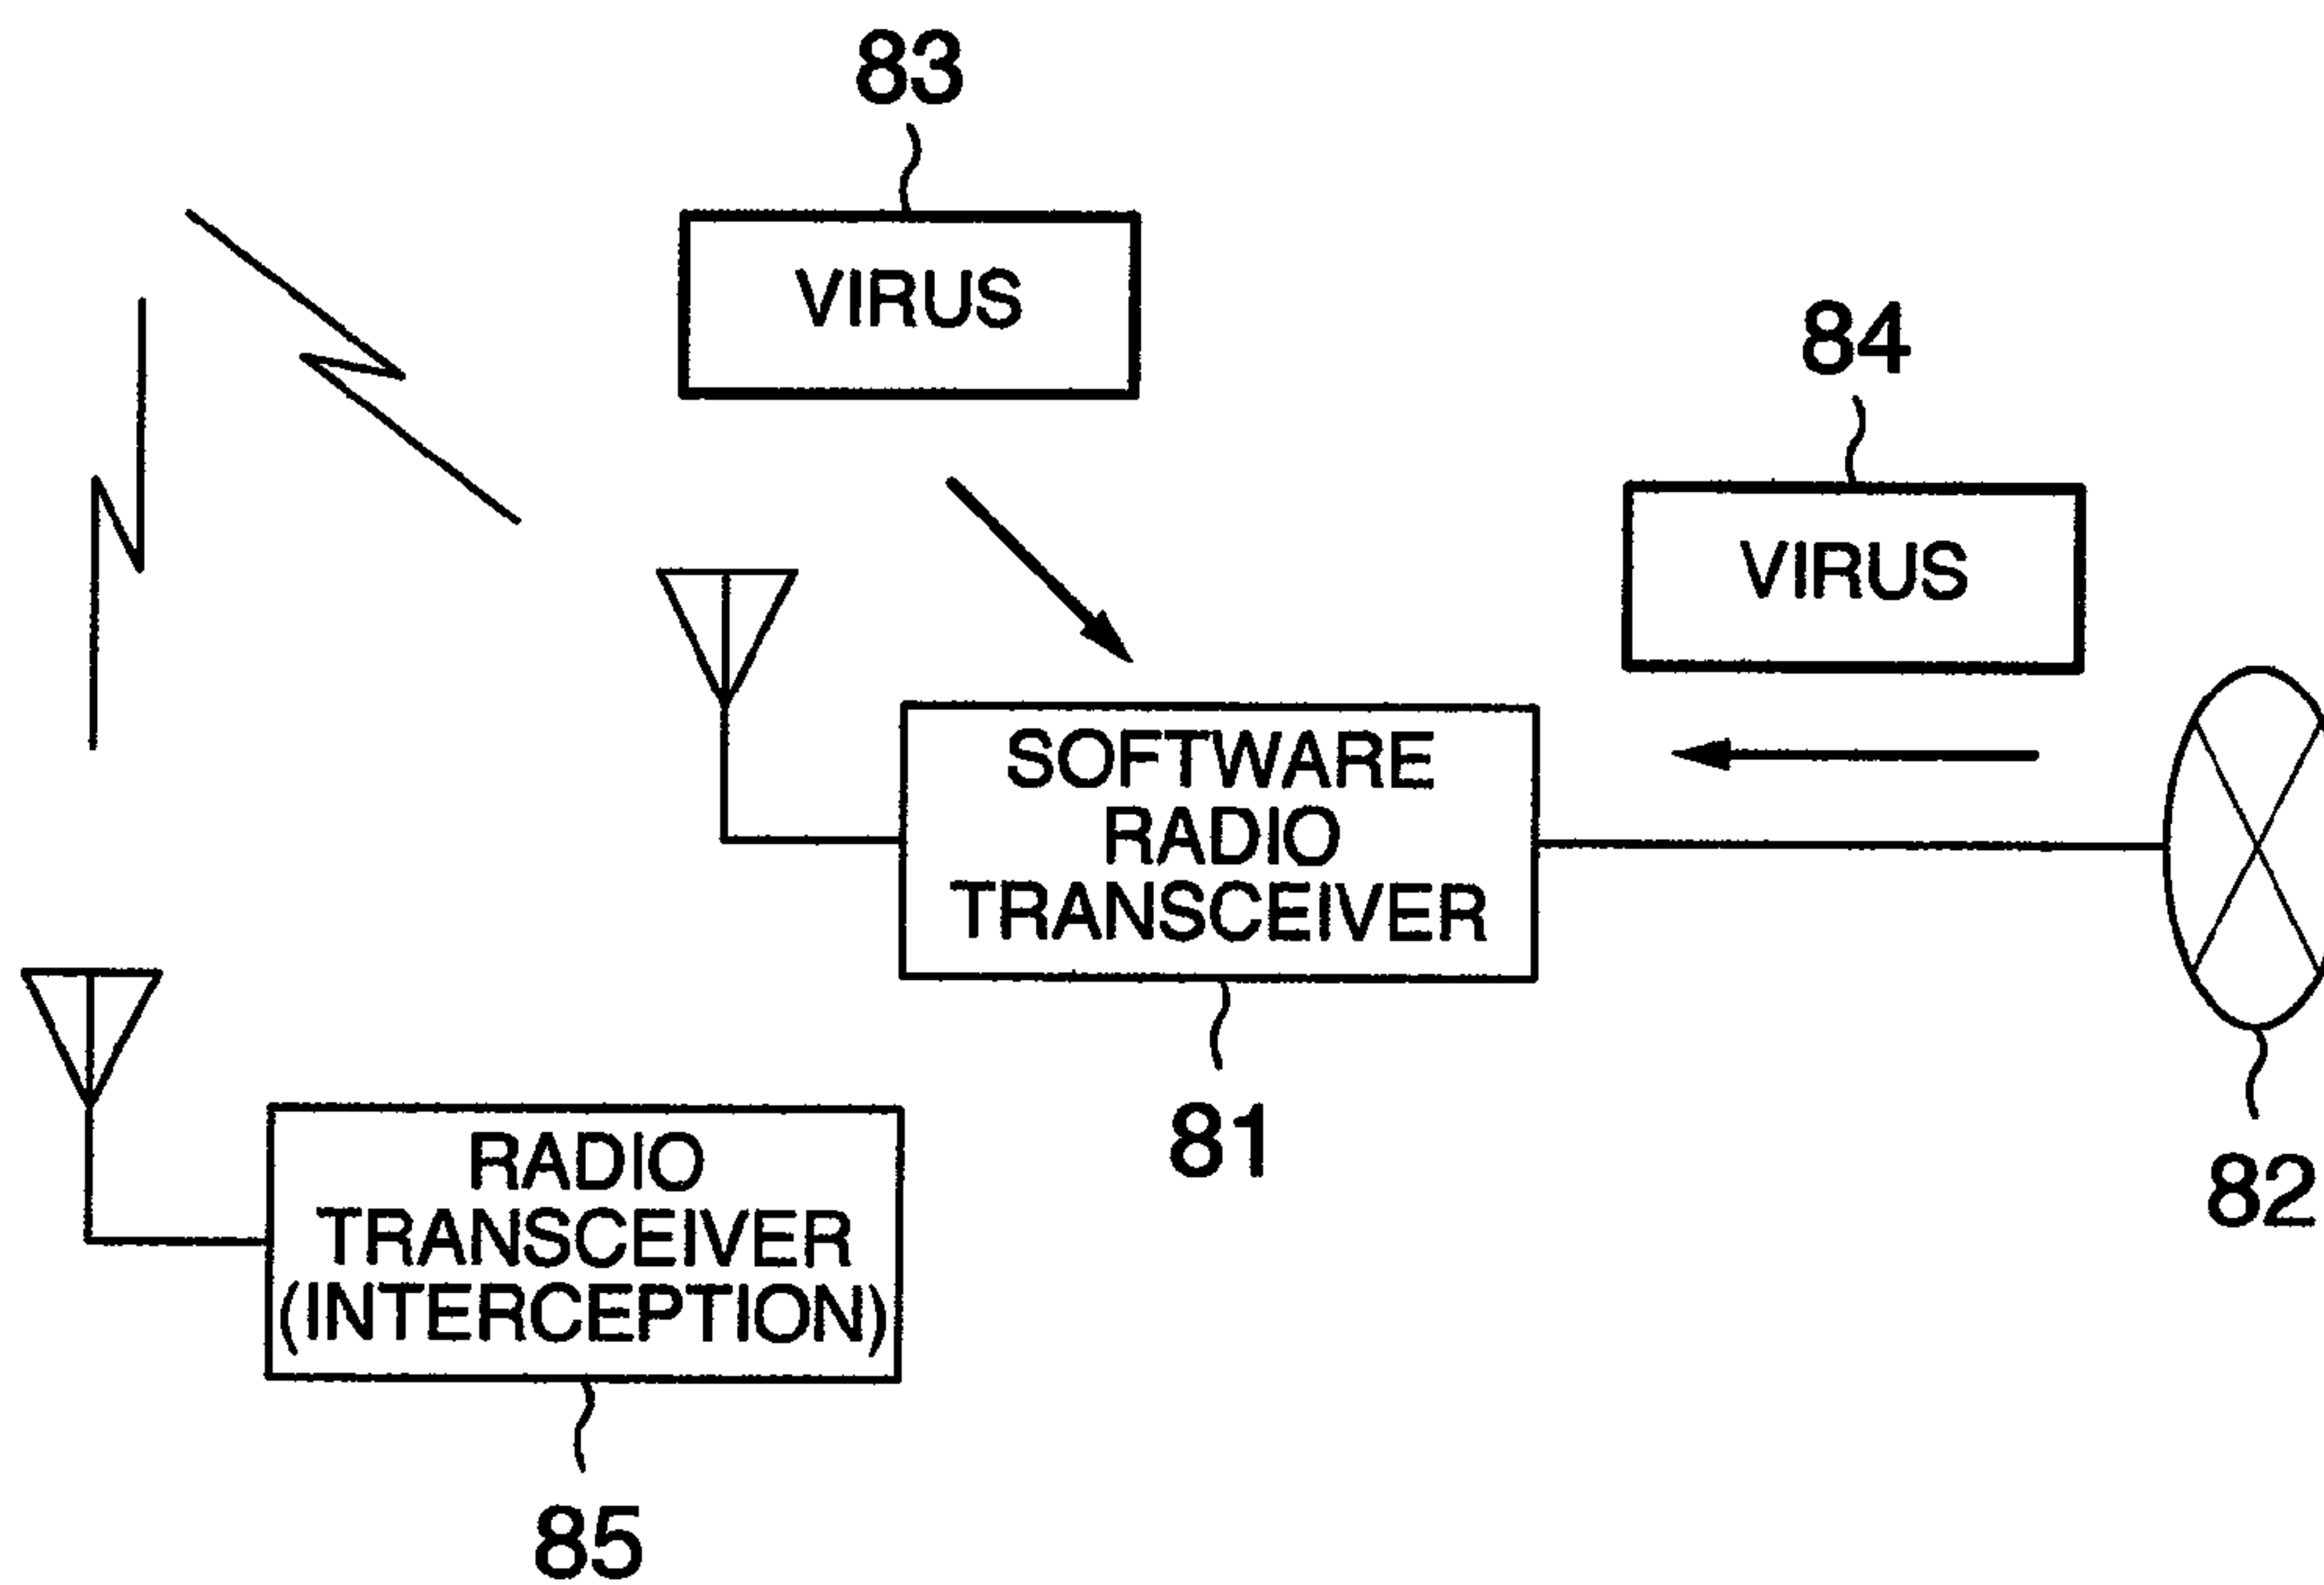 83
VIRUS
84
VIRUS
SOFTWARE
RADIO
TRANSCEIVER
81
82
RADIO
TRANSCEIVER
(INTERCEPTION)
85